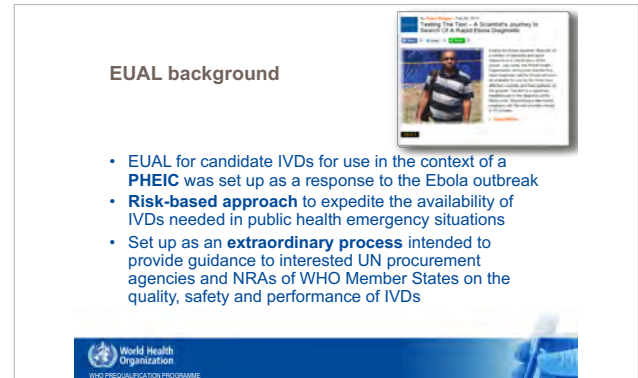 Testing The Test – A Scientist's Journey In
Search Of A Rapid Ebola Diagnostic
EUAL background
• EUAL for candidate IVDs for use in the context of a
PHEIC was set up as a response to the Ebola outbreak
• Risk-based approach to expedite the availability of
IVDs needed in public health emergency situations
• Set up as an extraordinary process intended to
provide guidance to interested UN procurement
agencies and NRAs of WHO Member States on the
quality, safety and performance of IVDs
World Health
Organization
WHO PREQUALIFICATION PROGRAMME